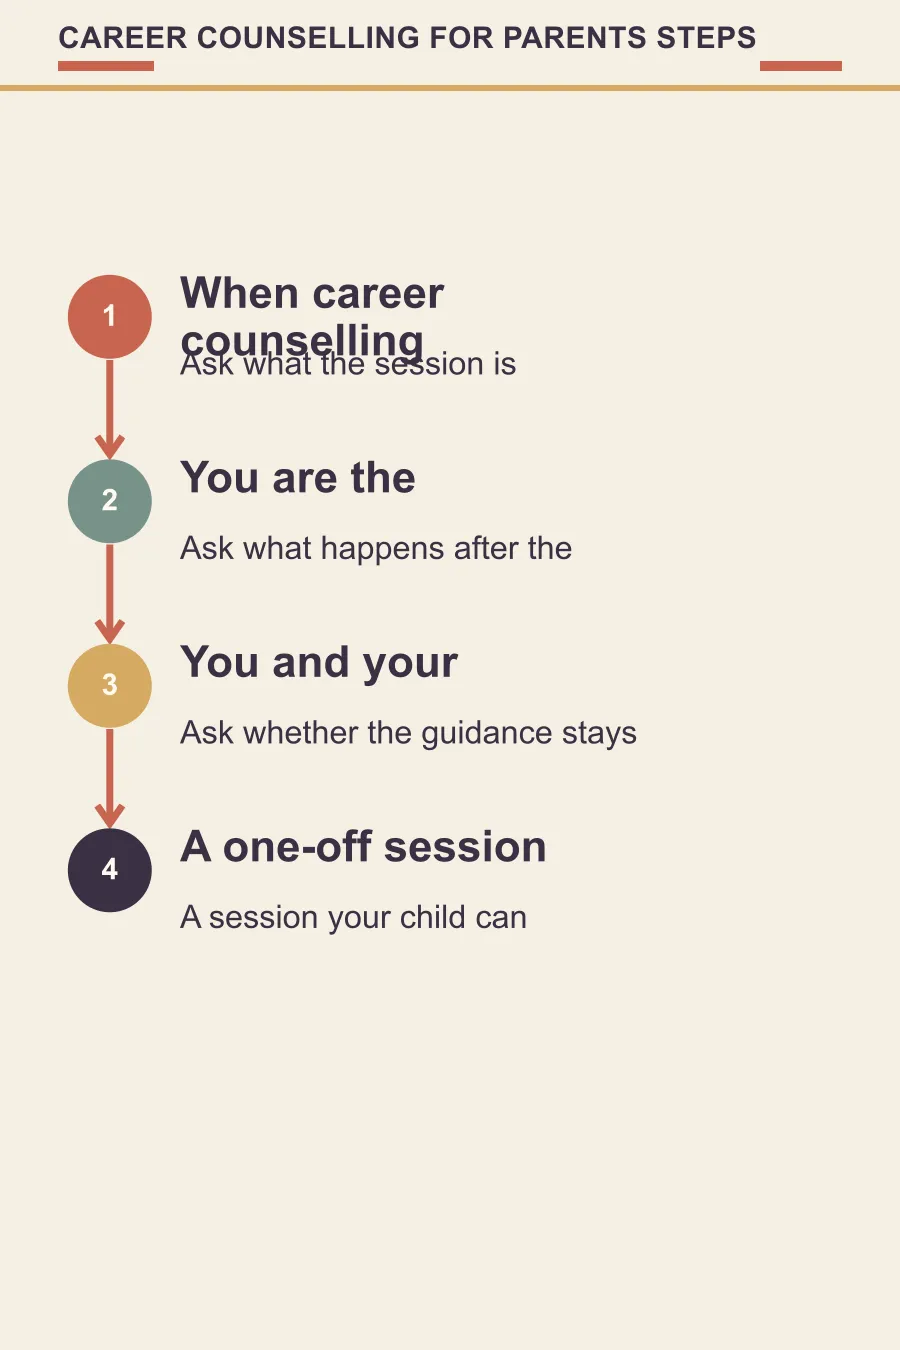 CAREER COUNSELLING FOR PARENTS STEPS
1
When career
counselling
Ask what the session is
2
You are the
Ask what happens after the
3
You and your
Ask whether the guidance stays
4
A one-off session
A session your child can